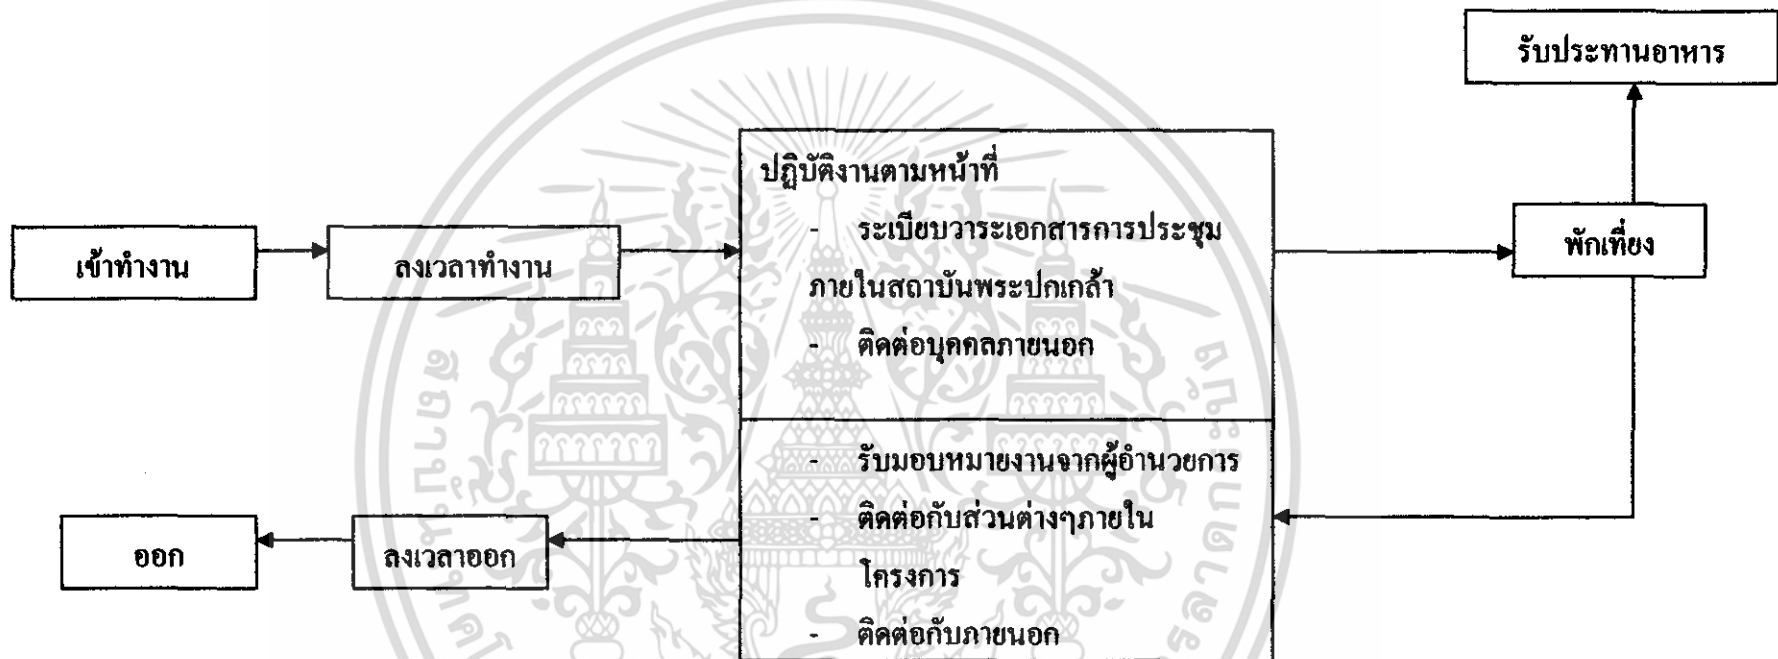 รับประทานอาหาร
ปฏิบัติงานตามหน้าที่
- ระเบียบวาระเอกสารการประชุม
ภายในสถาบันพระปกเกล้า
- ติดต่อบุคคลภายนอก
เข้าทำงาน
ลงเวลาทำงาน
พักเที่ยง
- รับมอบหมายงานจากผู้อำนวยการ
- ติดต่อกับส่วนต่างๆภายใน
โครงการ
- ติดต่อกับภายนอก
ลงเวลาออก
ออก